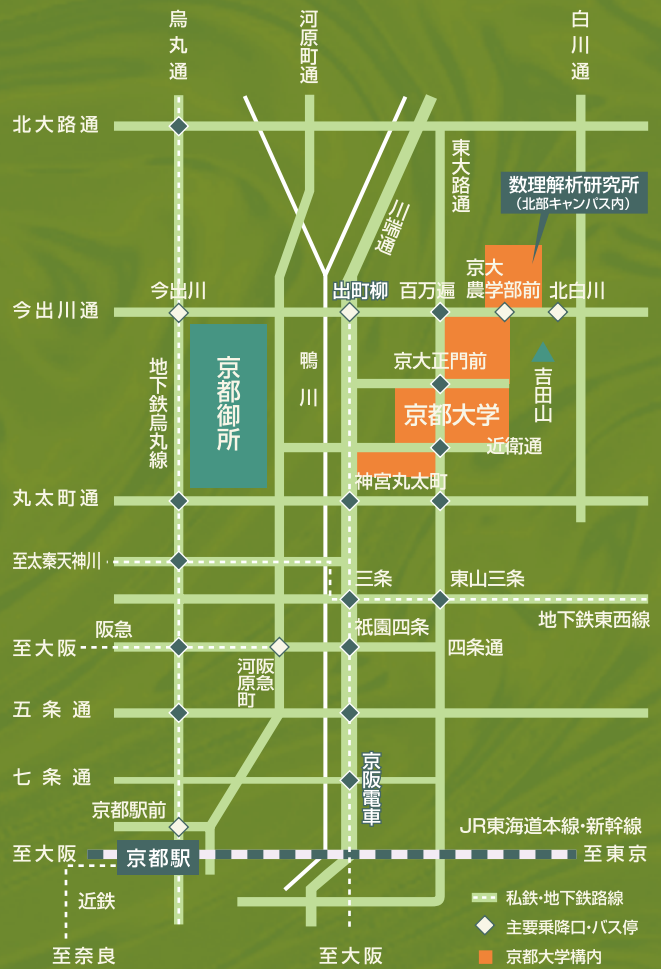 烏丸通
河原町通
白川通
北大路通
東大路通
数理解析研究所
(北部キャンパス内)
川端通
京大
農学部前
今出川
出町柳
百万遍
北白川
今出川通
京都御所
鴨川
京大正門前
吉田山
地下鉄烏丸線
京都大学
近衛通
神宮丸太町
丸太町通
至太秦天神川
三条
東山三条
地下鉄東西線
阪急
祇園四条
至大阪
四条通
阪急
河原町
五条通
京阪電車
七条通
京都駅前
JR東海道本線・新幹線
至大阪
京都駅
至東京
近鉄
私鉄・地下鉄路線
主要乗降口・バス停
京都大学構内
至奈良
至大阪